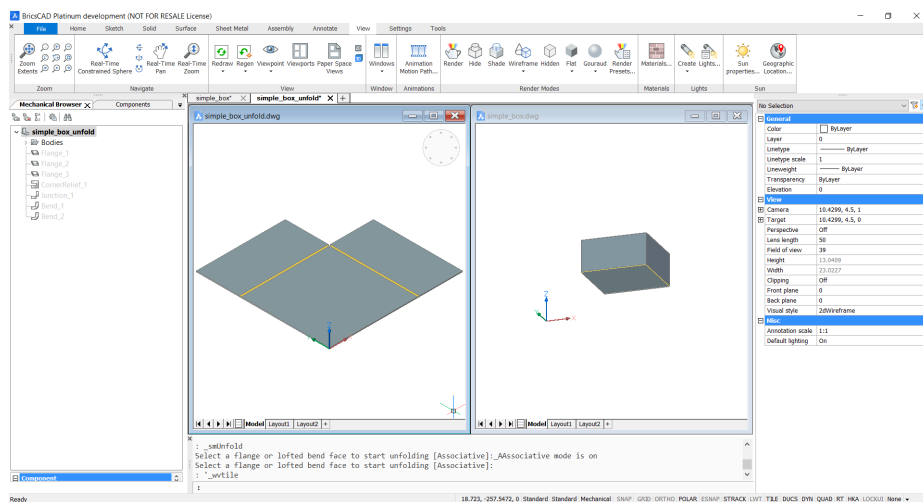 BricsCAD Platinum development (NOT FOR RESALE License)
File Home Sketch Solid Surface Sheet Metal Assembly Annotate View Settings Tools
Zoom Extents
Real-Time Constrained Sphere
Real-Time Pan
Real-Time Zoom
Redraw
Regen
Viewpoint
Viewports
Paper Space Views
Windows
Animation Motion Path...
Render
Hide
Shade
Wireframe
Hidden
Flat
Gouraud
Render Presets...
Materials...
Create
Lights...
Sun properties...
Geographic Location...
Zoom Navigate View Window Animations Render Modes Materials Lights Sun
Mechanical Browser X Components
simple_box* X simple_box_unfold* X +
simple_box_unfold
Bodies
Flange_1
Flange_2
Flange_3
CornerRelief_1
Junction_1
Bend_1
Bend_2
Component
simple_box_unfold.dwg
Z
Model Layout1 Layout2 +
simple_box.dwg
Z
X
Model Layout1 Layout2 +
No Selection
General
Color ByLayer
Layer 0
Linetype ByLayer
Linetype scale 1
Lineweight ByLayer
Transparency ByLayer
Elevation 0
View
Camera 10.4299, 4.5, 1
Target 10.4299, 4.5, 0
Perspective Off
Lens length 50
Field of view 39
Height 13.0409
Width 23.0227
Clipping Off
Front plane 0
Back plane 0
Visual style 2dWireframe
Misc
Annotation scale 1:1
Default lighting On
: _smUnfold
Select a flange or lofted bend face to start unfolding [Associative]:_AAssociative mode is on
Select a flange or lofted bend face to start unfolding [Associative]:
: '_wvtile
:
Ready 18.723, -257.5472, 0 Standard Standard Mechanical SNAP GRID ORTHO POLAR ESNAP STRACK LWT TILE DUCS DYN QUAD RT HKA LOCKUI None